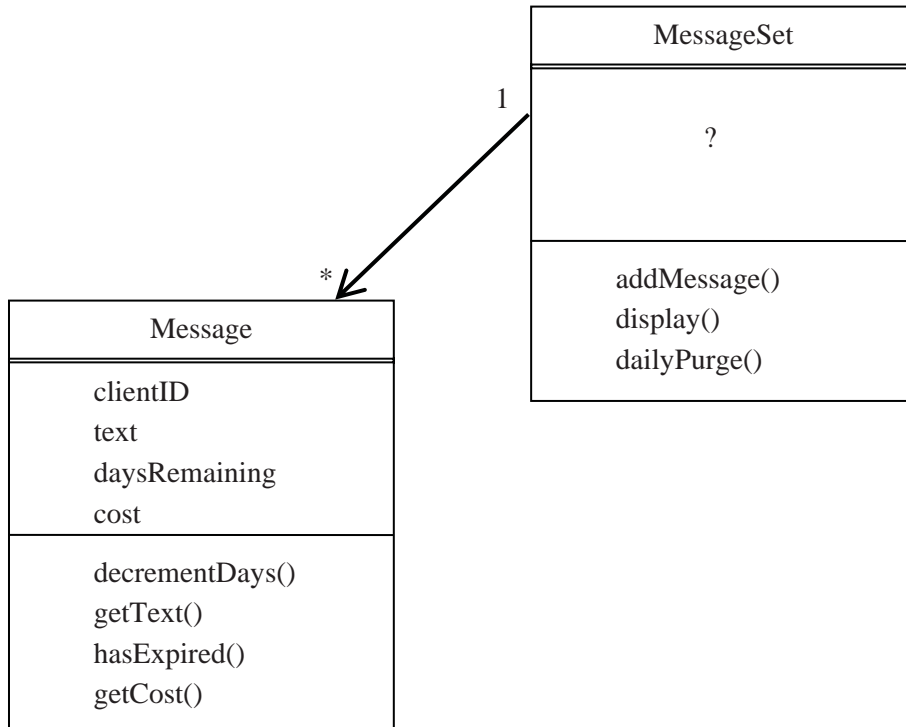 MessageSet
1
?
*
addMessage()
display()
dailyPurge()
Message
clientID
text
daysRemaining
cost
decrementDays()
getText()
hasExpired()
getCost()